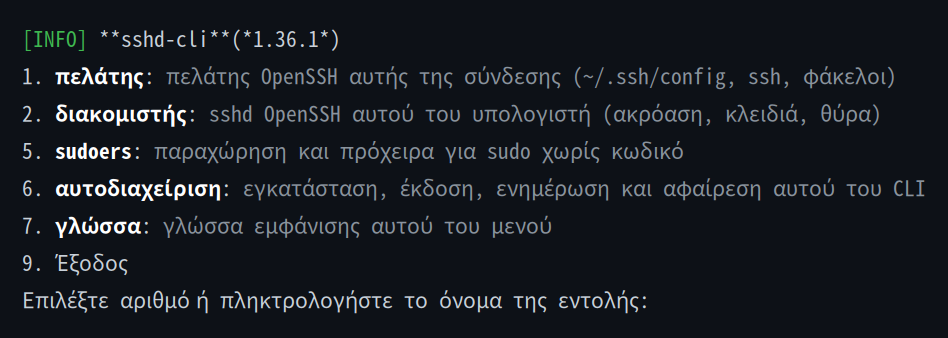 [INFO] **sshd-cli**(*1.36.1*)
1. πελάτης: πελάτης OpenSSH αυτής της σύνδεσης (~/.ssh/config, ssh, φάκελοι)
2. διακομιστής: sshd OpenSSH αυτού του υπολογιστή (ακρόαση, κλειδιά, θύρα)
5. sudoers: παραχώρηση και πρόχειρα για sudo χωρίς κωδικό
6. αυτοδιαχείριση: εγκατάσταση, έκδοση, ενημέρωση και αφαίρεση αυτού του CLI
7. γλώσσα: γλώσσα εμφάνισης αυτού του μενού
9. Έξοδος
Επιλέξτε αριθμό ή πληκτρολογήστε το όνομα της εντολής: